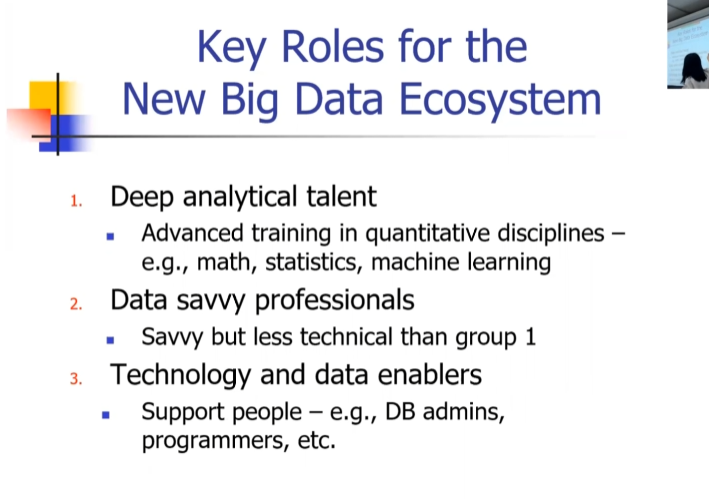 Key Roles for the
New Big Data Ecosystem
1. Deep analytical talent
▪ Advanced training in quantitative disciplines –
e.g., math, statistics, machine learning
2. Data savvy professionals
▪ Savvy but less technical than group 1
3. Technology and data enablers
▪ Support people – e.g., DB admins,
programmers, etc.